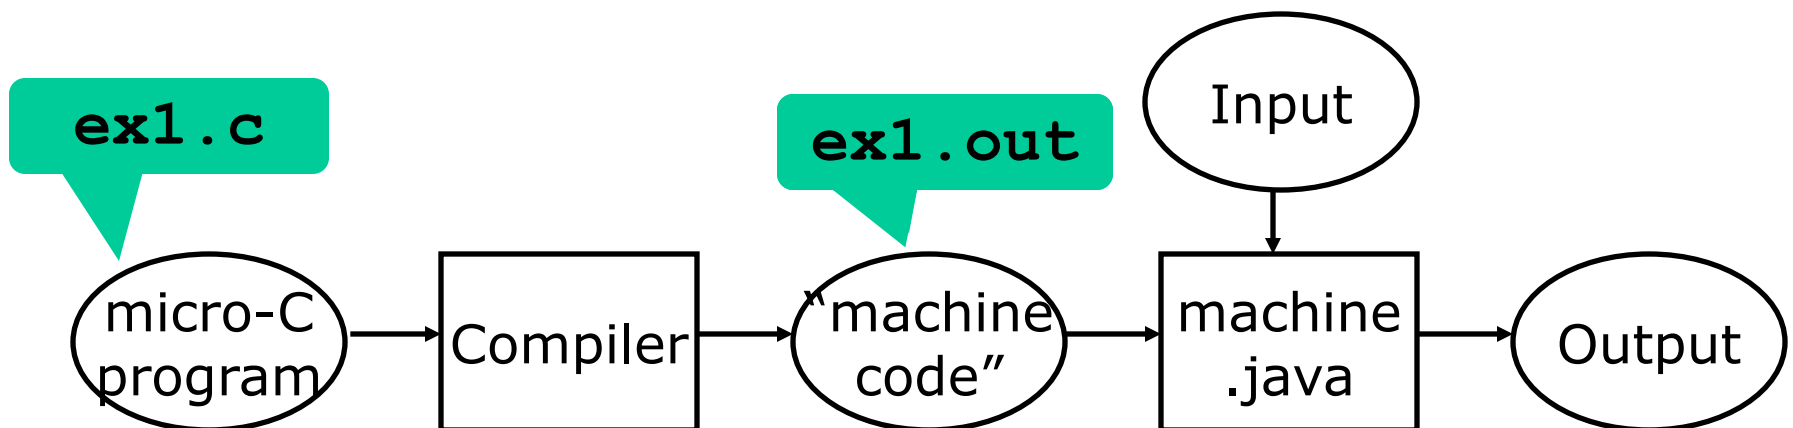 ex1.c
ex1.out
Input
micro-C
program
Compiler
“machine
code”
machine
.java
Output